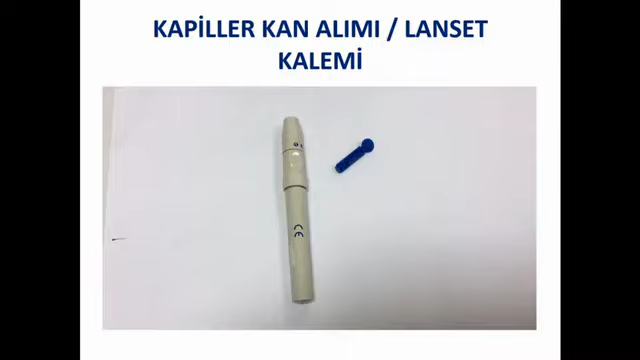 KAPİLLER KAN ALIMI / LANSET
KALEMİ
CE